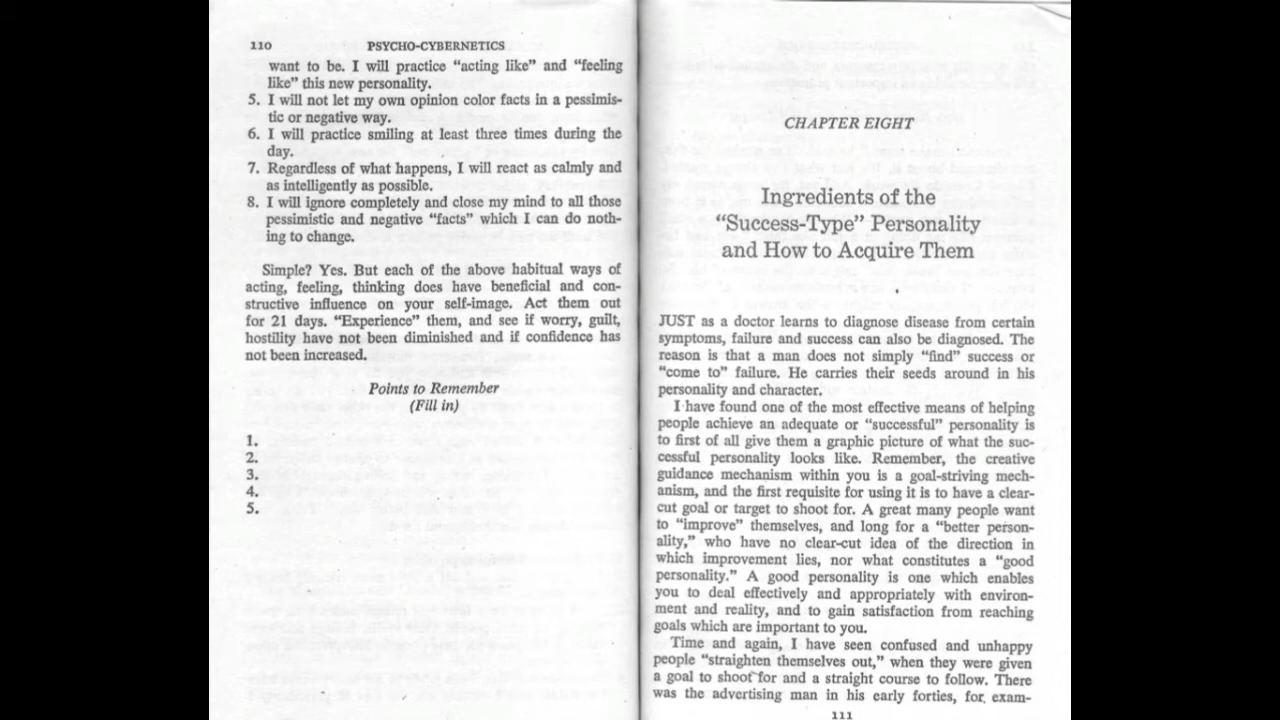 110 PSYCHO-CYBERNETICS
want to be. I will practice “acting like” and “feeling
like” this new personality.
5. I will not let my own opinion color facts in a pessimis-
tic or negative way.
6. I will practice smiling at least three times during the
day.
7. Regardless of what happens, I will react as calmly and
as intelligently as possible.
8. I will ignore completely and close my mind to all those
pessimistic and negative “facts” which I can do noth-
ing to change.
Simple? Yes. But each of the above habitual ways of
acting, feeling, thinking does have beneficial and con-
structive influence on your self-image. Act them out
for 21 days. “Experience” them, and see if worry, guilt,
hostility have not been diminished and if confidence has
not been increased.
Points to Remember
(Fill in)
1.
2.
3.
4.
5.
CHAPTER EIGHT
Ingredients of the
“Success-Type” Personality
and How to Acquire Them
JUST as a doctor learns to diagnose disease from certain
symptoms, failure and success can also be diagnosed. The
reason is that a man does not simply “find” success or
“come to” failure. He carries their seeds around in his
personality and character.
I have found one of the most effective means of helping
people achieve an adequate or “successful” personality is
to first of all give them a graphic picture of what the suc-
cessful personality looks like. Remember, the creative
guidance mechanism within you is a goal-striving mech-
anism, and the first requisite for using it is to have a clear-
cut goal or target to shoot for. A great many people want
to “improve” themselves, and long for a “better person-
ality,” who have no clear-cut idea of the direction in
which improvement lies, nor what constitutes a “good
personality.” A good personality is one which enables
you to deal effectively and appropriately with environ-
ment and reality, and to gain satisfaction from reaching
goals which are important to you.
Time and again, I have seen confused and unhappy
people “straighten themselves out,” when they were given
a goal to shoot for and a straight course to follow. There
was the advertising man in his early forties, for exam-
111